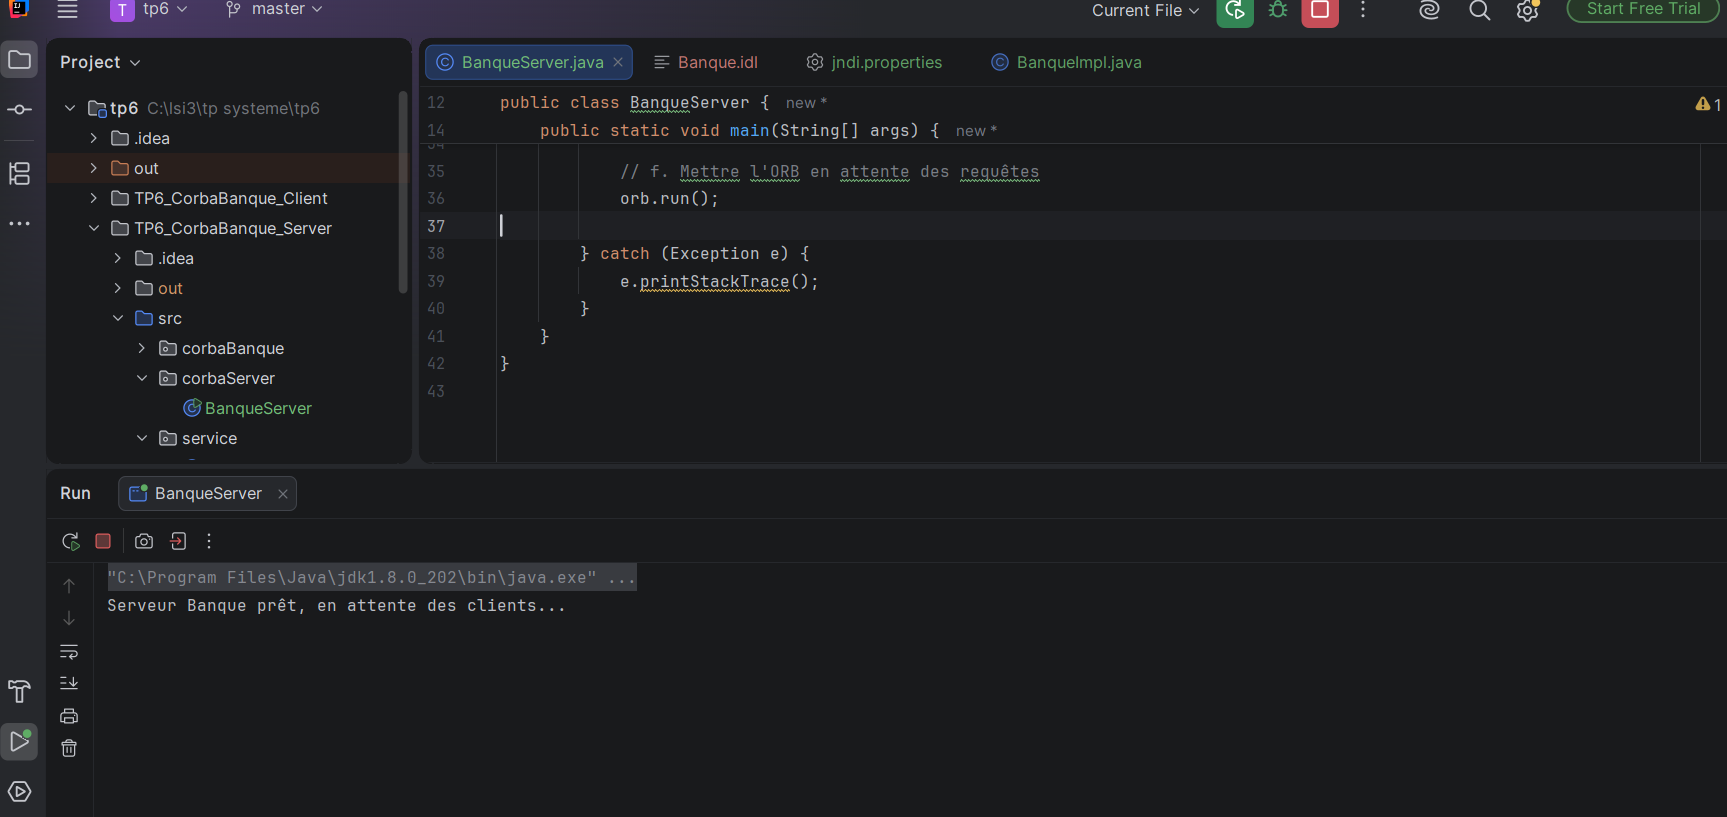 T tp6 master Current File Start Free Trial
Project
tp6 C:\lsi3\tp systeme\tp6
.idea
out
TP6_CorbaBanque_Client
TP6_CorbaBanque_Server
.idea
out
src
corbaBanque
corbaServer
BanqueServer
service
BanqueServer.java Banque.idl jndi.properties BanqueImpl.java
12 public class BanqueServer { new *
14 public static void main(String[] args) { new *
1
34
35 // f. Mettre l'ORB en attente des requêtes
36 orb.run();
37
38 } catch (Exception e) {
39 e.printStackTrace();
40 }
41 }
42 }
43
Run BanqueServer
"C:\Program Files\Java\jdk1.8.0_202\bin\java.exe" ...
Serveur Banque prêt, en attente des clients...